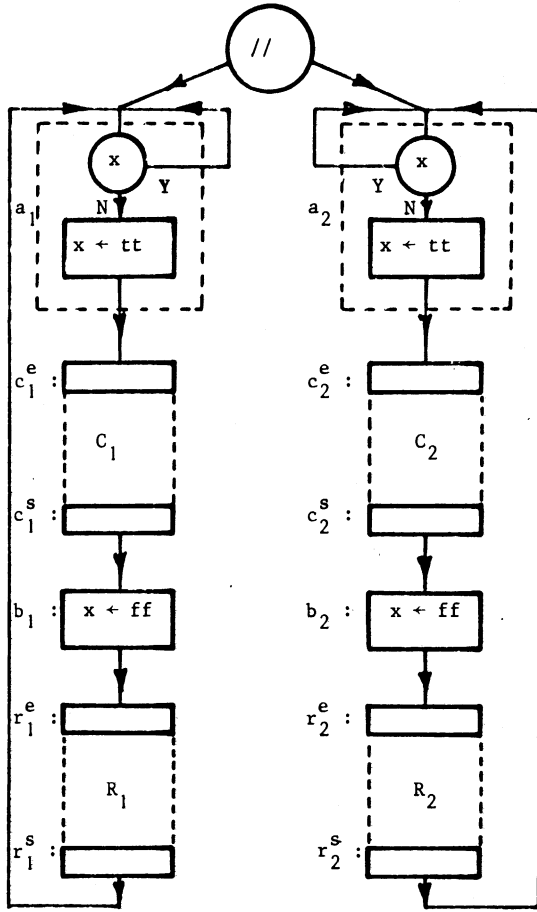 //
x x
Y Y
N N
a₁ a₂
x ← tt x ← tt
c₁ᵉ : c₂ᵉ :
C₁ C₂
c₁ˢ : c₂ˢ :
b₁ : x ← ff b₂ : x ← ff
r₁ᵉ : r₂ᵉ :
R₁ R₂
r₁ˢ : r₂ˢ :